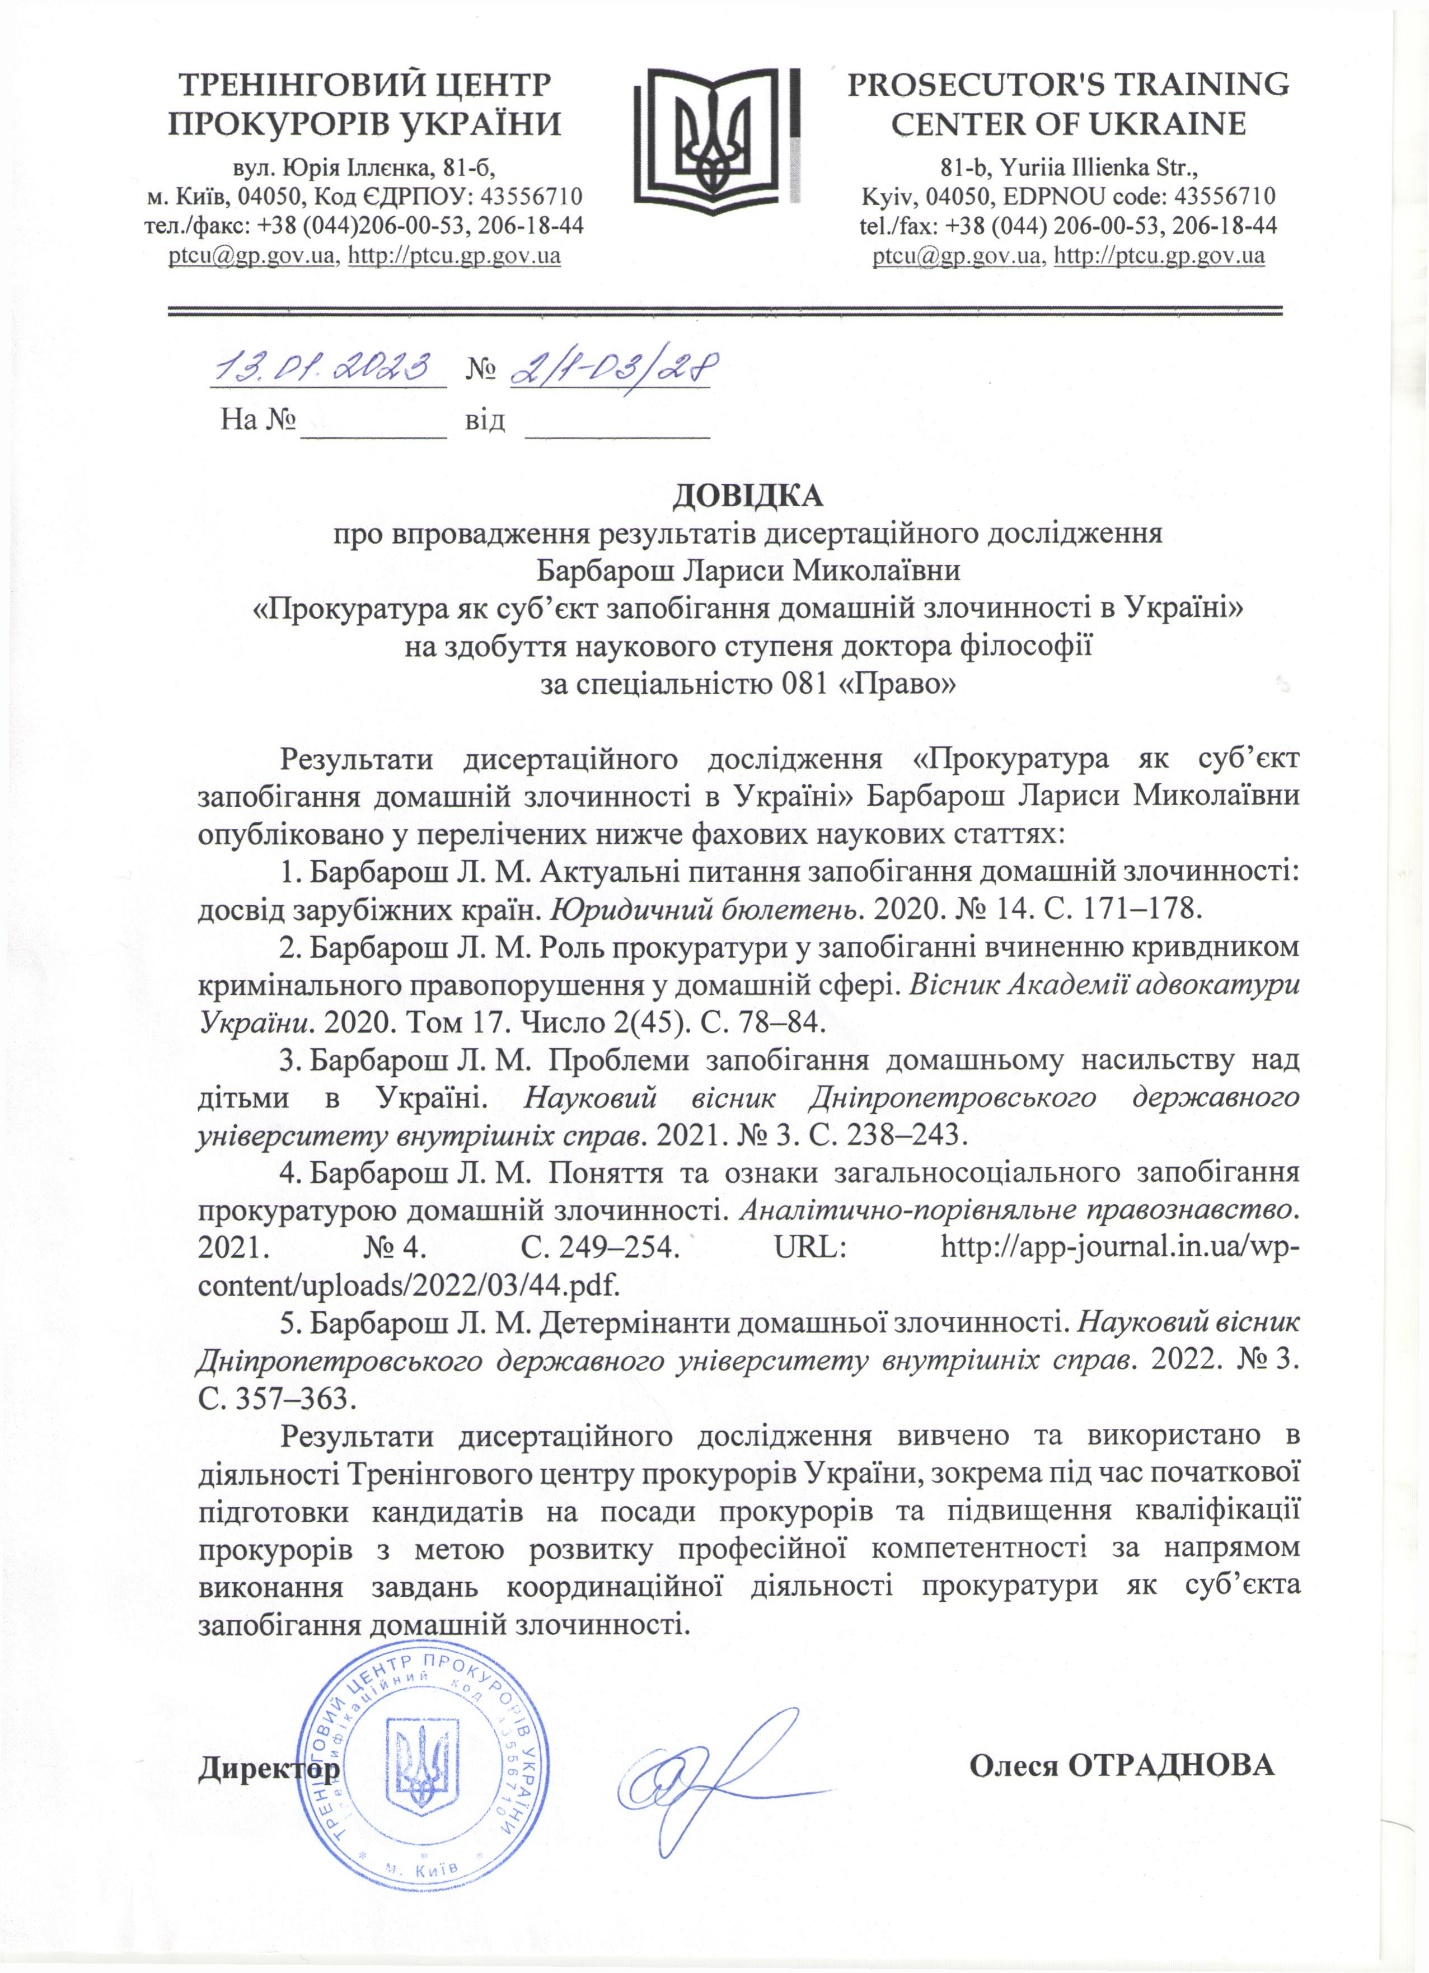 ТРЕНІНГОВИЙ ЦЕНТР
ПРОКУРОРІВ УКРАЇНИ
вул. Юрія Іллєнка, 81-б,
м. Київ, 04050, Код ЄДРПОУ: 43556710
тел./факс: +38 (044)206-00-53, 206-18-44
ptcu@gp.gov.ua, http://ptcu.gp.gov.ua
PROSECUTOR'S TRAINING
CENTER OF UKRAINE
81-b, Yuriia Illienka Str.,
Kyiv, 04050, EDPNOU code: 43556710
tel./fax: +38 (044) 206-00-53, 206-18-44
ptcu@gp.gov.ua, http://ptcu.gp.gov.ua
13.01.2023 № 2/1-03/28
На № від
ДОВІДКА
про впровадження результатів дисертаційного дослідження
Барбарош Лариси Миколаївни
«Прокуратура як суб’єкт запобігання домашній злочинності в Україні»
на здобуття наукового ступеня доктора філософії
за спеціальністю 081 «Право»
Результати дисертаційного дослідження «Прокуратура як суб’єкт
запобігання домашній злочинності в Україні» Барбарош Лариси Миколаївни
опубліковано у перелічених нижче фахових наукових статтях:
1. Барбарош Л. М. Актуальні питання запобігання домашній злочинності:
досвід зарубіжних країн. Юридичний бюлетень. 2020. № 14. С. 171–178.
2. Барбарош Л. М. Роль прокуратури у запобіганні вчиненню кривдником
кримінального правопорушення у домашній сфері. Вісник Академії адвокатури
України. 2020. Том 17. Число 2(45). С. 78–84.
3. Барбарош Л. М. Проблеми запобігання домашньому насильству над
дітьми в Україні. Науковий вісник Дніпропетровського державного
університету внутрішніх справ. 2021. № 3. С. 238–243.
4. Барбарош Л. М. Поняття та ознаки загальносоціального запобігання
прокуратурою домашній злочинності. Аналітично-порівняльне правознавство.
2021. № 4. С. 249–254. URL: http://app-journal.in.ua/wp-
content/uploads/2022/03/44.pdf.
5. Барбарош Л. М. Детермінанти домашньої злочинності. Науковий вісник
Дніпропетровського державного університету внутрішніх справ. 2022. № 3.
С. 357–363.
Результати дисертаційного дослідження вивчено та використано в
діяльності Тренінгового центру прокурорів України, зокрема під час початкової
підготовки кандидатів на посади прокурорів та підвищення кваліфікації
прокурорів з метою розвитку професійної компетентності за напрямом
виконання завдань координаційної діяльності прокуратури як суб’єкта
запобігання домашній злочинності.
Директор
Олеся ОТРАДНОВА
ТРЕНІНГОВИЙ ЦЕНТР ПРОКУРОРІВ УКРАЇНИ
Ідентифікаційний код 43556710
* м. Київ *